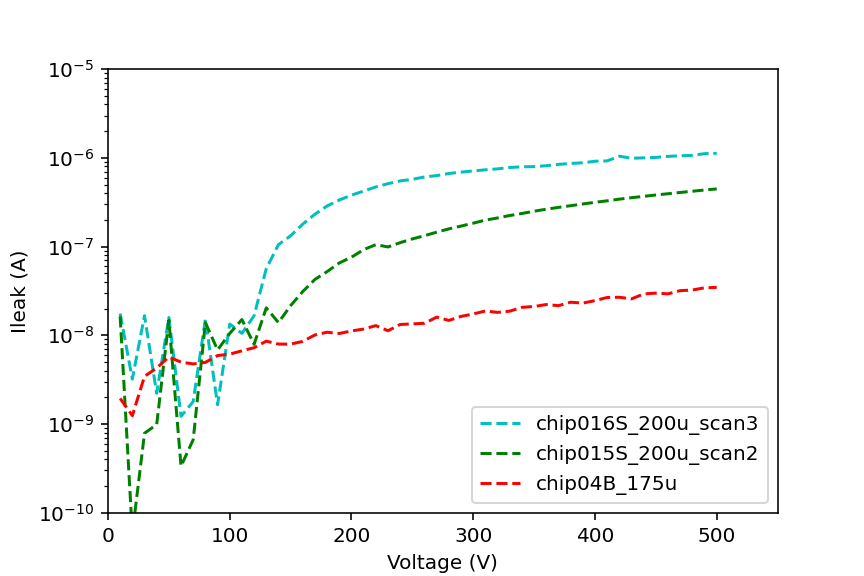 10⁻⁵
10⁻⁶
10⁻⁷
10⁻⁸
10⁻⁹
10⁻¹⁰
Ileak (A)
chip016S_200u_scan3
chip015S_200u_scan2
chip04B_175u
0 100 200 300 400 500
Voltage (V)